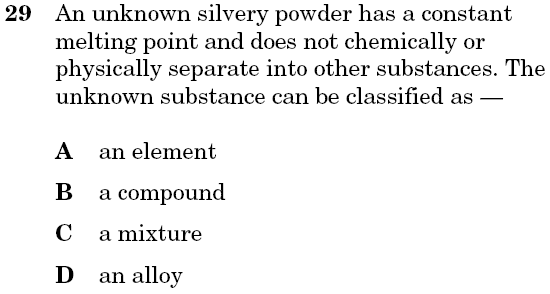 29 An unknown silvery powder has a constant
melting point and does not chemically or
physically separate into other substances. The
unknown substance can be classified as —
A an element
B a compound
C a mixture
D an alloy